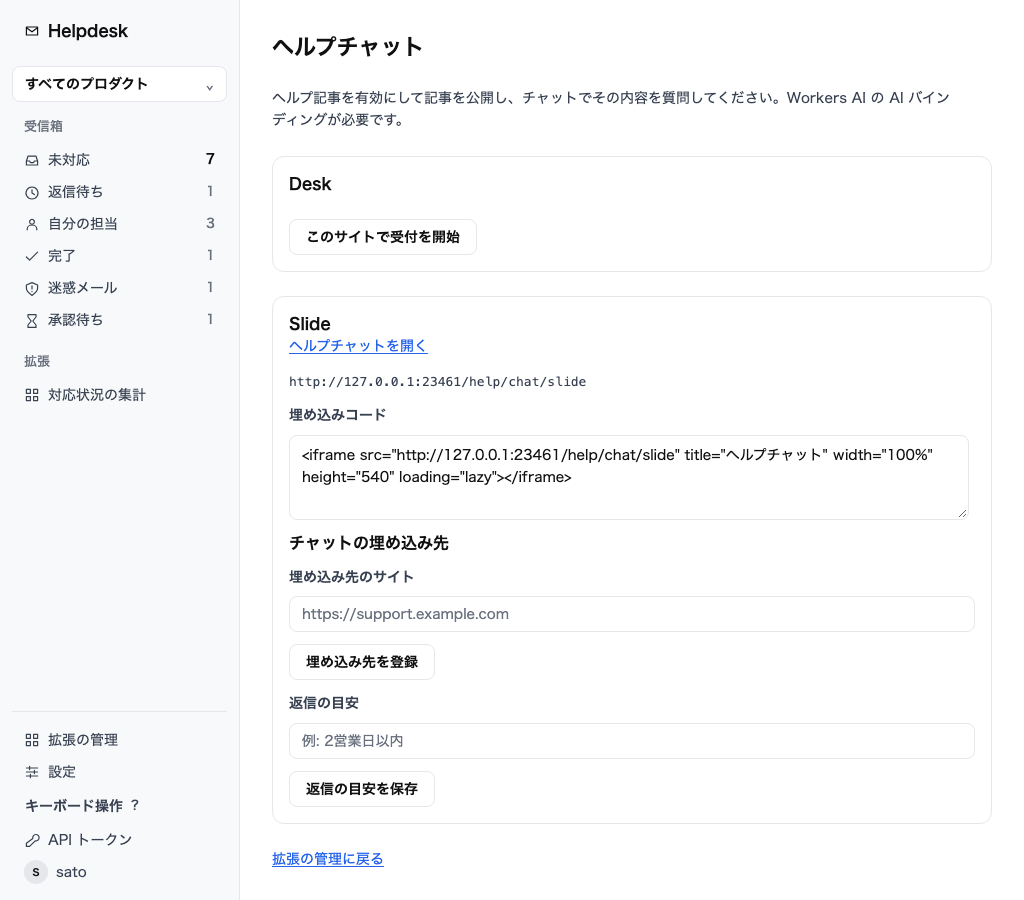 Helpdesk
すべてのプロダクト
受信箱
未対応 7
返信待ち 1
自分の担当 3
完了 1
迷惑メール 1
承認待ち 1
拡張
対応状況の集計
拡張の管理
設定
キーボード操作 ?
API トークン
S sato
ヘルプチャット
ヘルプ記事を有効にして記事を公開し、チャットでその内容を質問してください。Workers AI の AI バイン
ディングが必要です。
Desk
このサイトで受付を開始
Slide
ヘルプチャットを開く
http://127.0.0.1:23461/help/chat/slide
埋め込みコード
<iframe src="http://127.0.0.1:23461/help/chat/slide" title="ヘルプチャット" width="100%"
height="540" loading="lazy"></iframe>
チャットの埋め込み先
埋め込み先のサイト
https://support.example.com
埋め込み先を登録
返信の目安
例: 2営業日以内
返信の目安を保存
拡張の管理に戻る